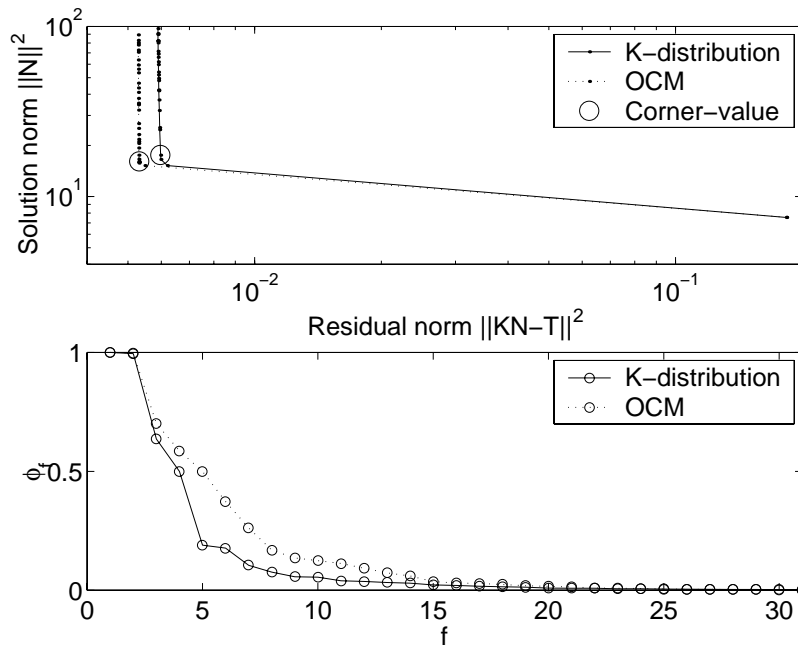 10^2
10^1
Solution norm ||N||^2
K-distribution
OCM
Corner-value
10^-2
10^-1
Residual norm ||KN-T||^2
1
0.5
0
ϕ_f
K-distribution
OCM
0 5 10 15 20 25 30
f